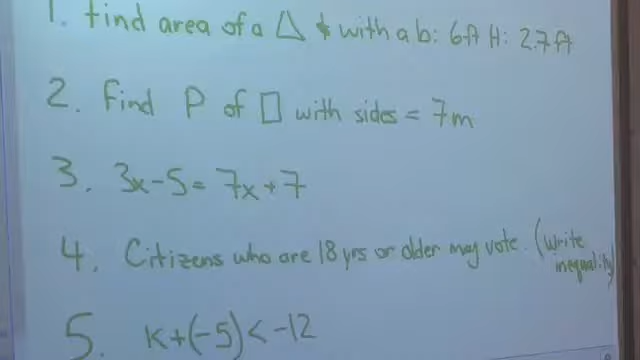 1. Find area of a △ & with a b: 6ft H: 2.7ft
2. Find P of □ with sides = 7m
3. 3x-5=7x+7
4. Citizens who are 18 yrs or older may vote. (Write inequality)
5. K+(-5)<-12